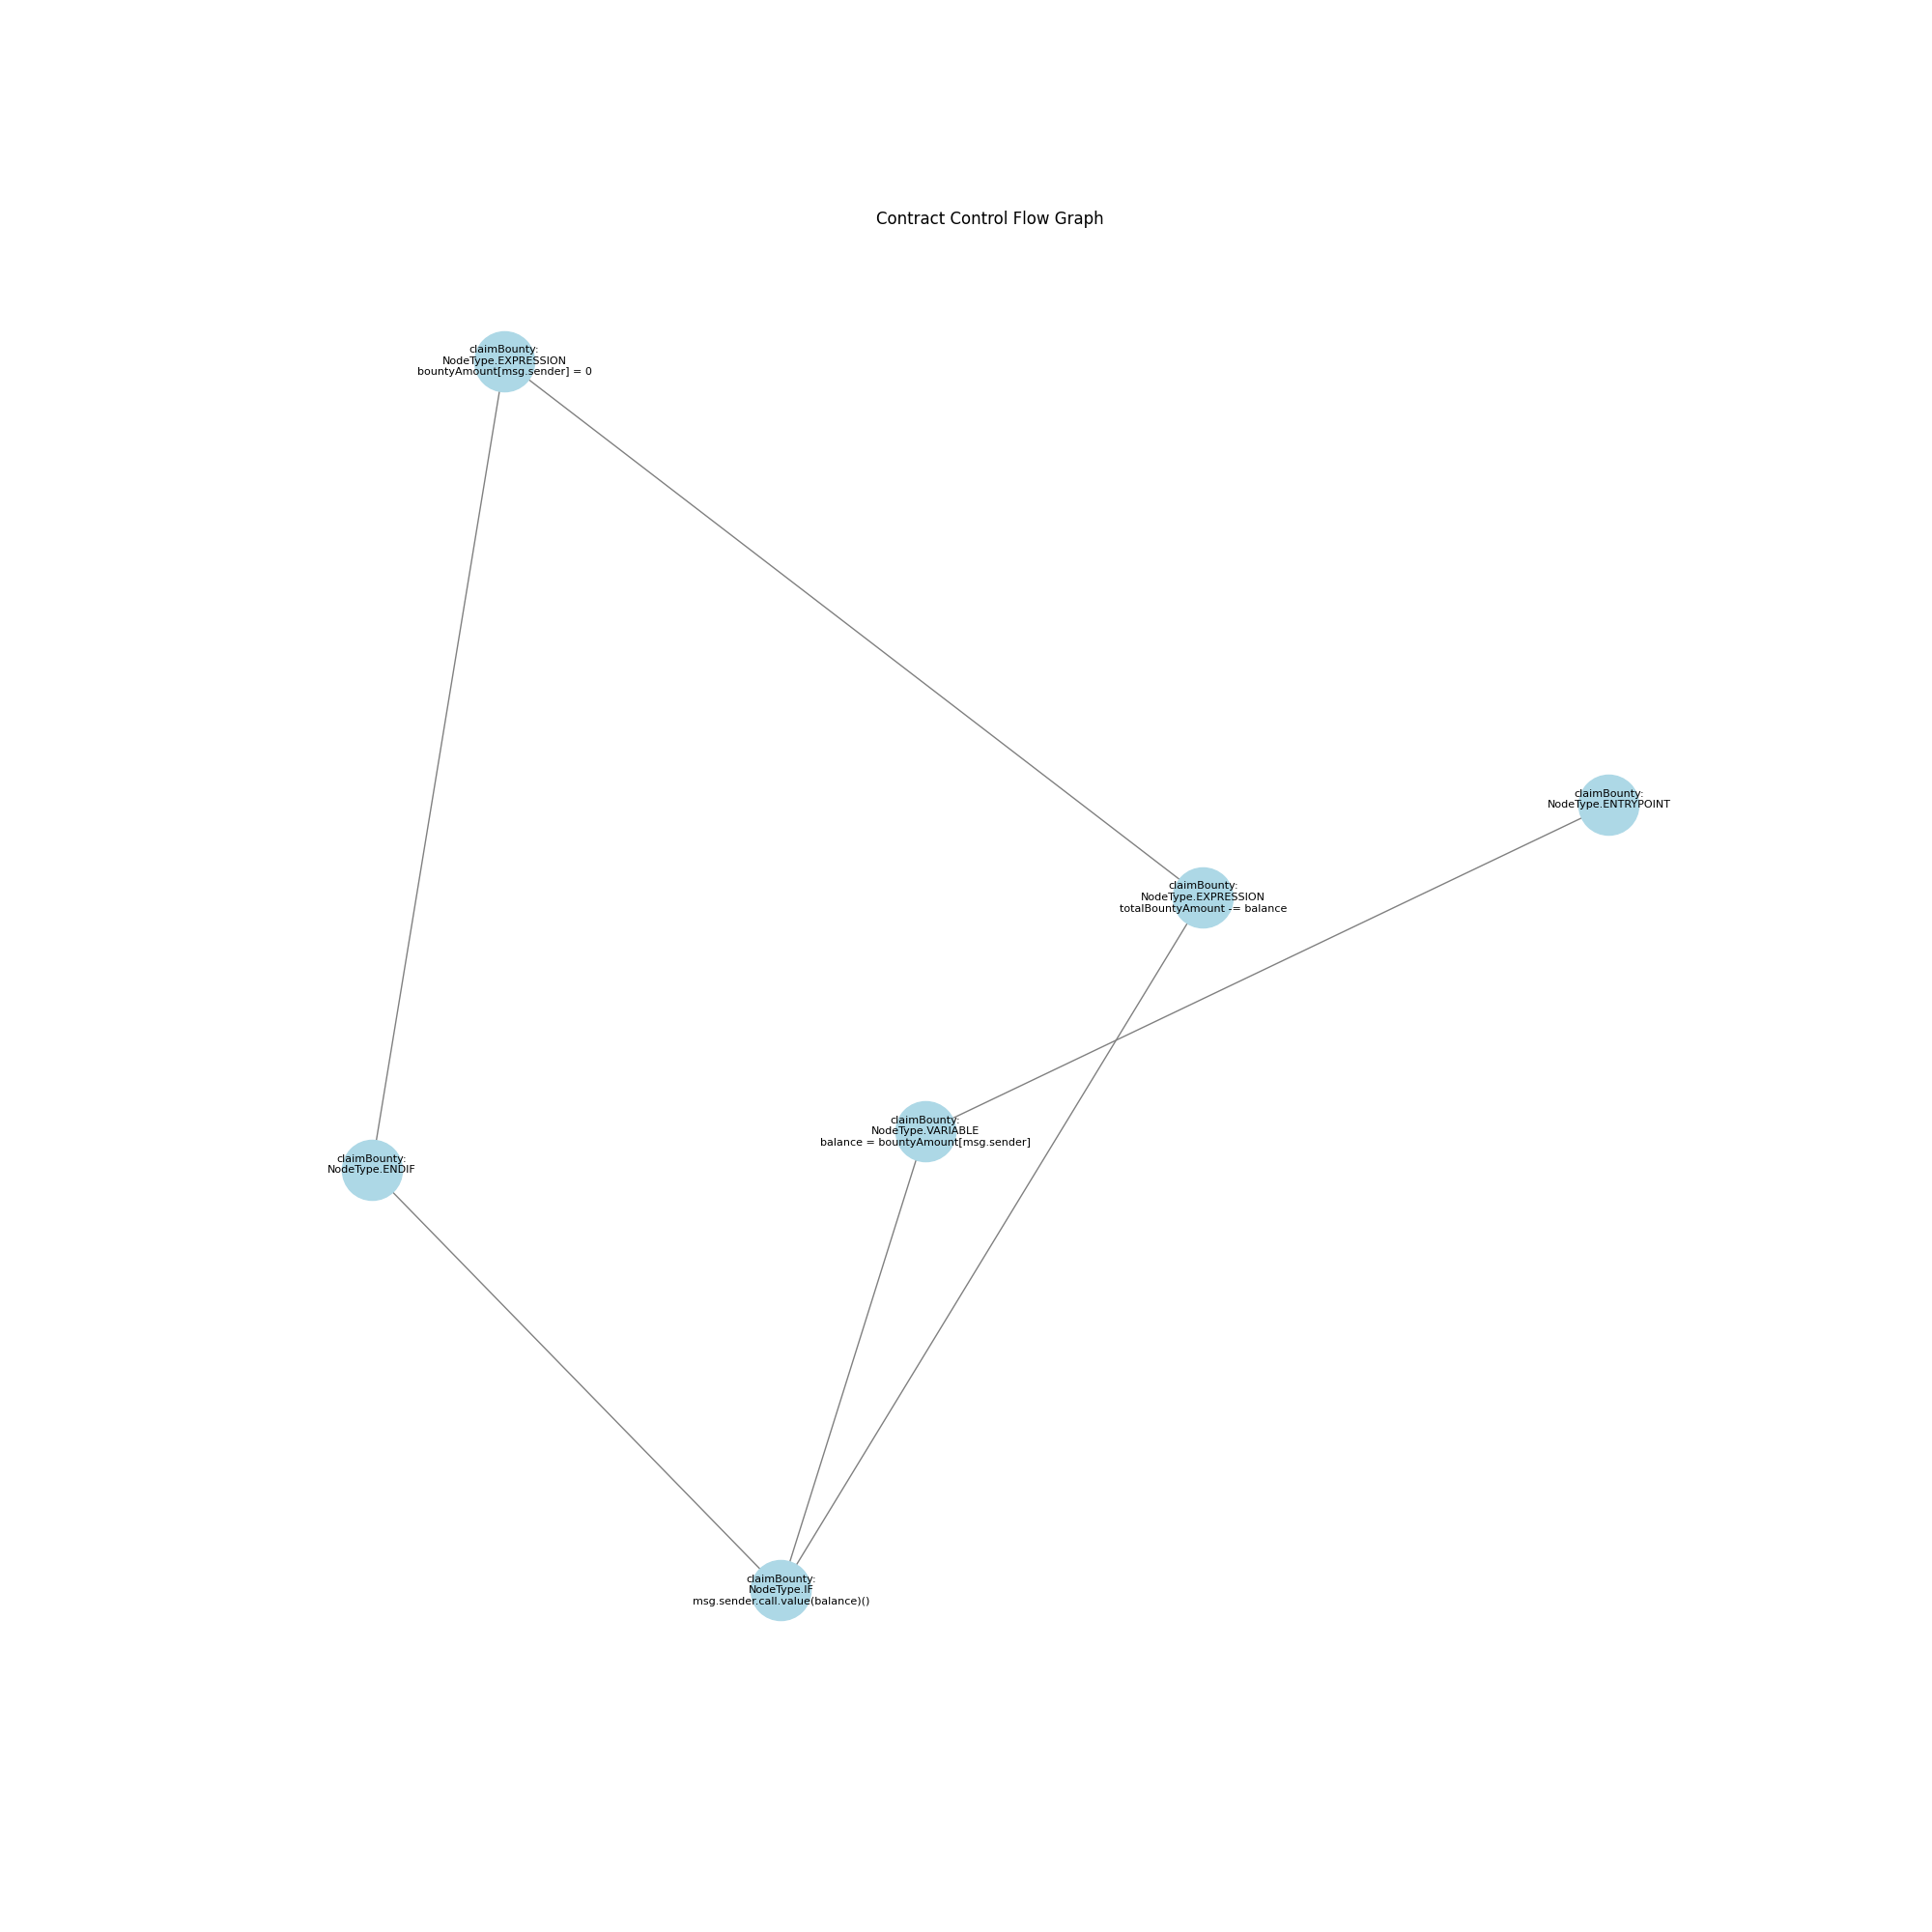 Contract Control Flow Graph
claimBounty:
NodeType.EXPRESSION
bountyAmount[msg.sender] = 0
claimBounty:
NodeType.ENTRYPOINT
claimBounty:
NodeType.EXPRESSION
totalBountyAmount -= balance
claimBounty:
NodeType.VARIABLE
balance = bountyAmount[msg.sender]
claimBounty:
NodeType.ENDIF
claimBounty:
NodeType.IF
msg.sender.call.value(balance)()